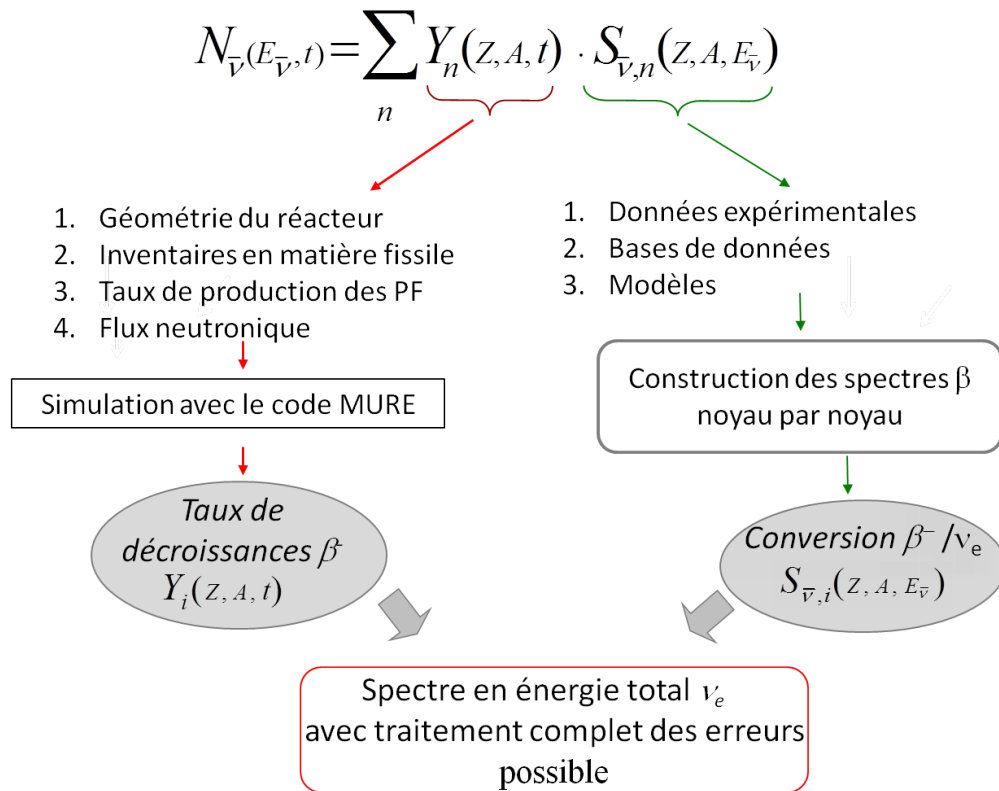 N_ν̄(E_ν̄, t) = ∑_n Y_n(Z, A, t) · S_ν̄,n(Z, A, E_ν̄)
1. Géométrie du réacteur
2. Inventaires en matière fissile
3. Taux de production des PF
4. Flux neutronique
Simulation avec le code MURE
Taux de
décroissances β⁻
Y_i(Z, A, t)
1. Données expérimentales
2. Bases de données
3. Modèles
Construction des spectres β
noyau par noyau
Conversion β⁻ /ν_e
S_ν̄,i(Z, A, E_ν̄)
Spectre en énergie total ν_e
avec traitement complet des erreurs
possible